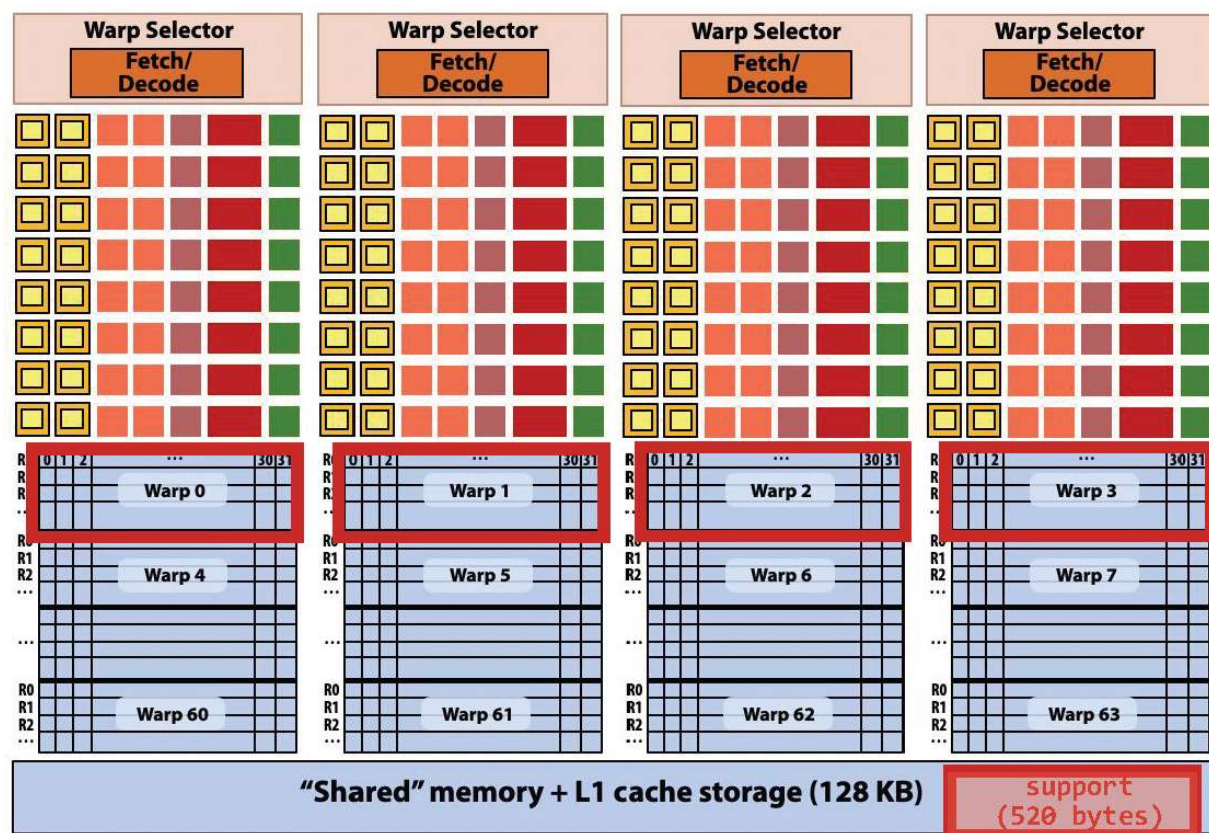 Warp Selector
Fetch/
Decode
Warp Selector
Fetch/
Decode
Warp Selector
Fetch/
Decode
Warp Selector
Fetch/
Decode
0 1 2 ... 30 31
Warp 0
...
0 1 2 ... 30 31
Warp 1
...
0 1 2 ... 30 31
Warp 2
...
0 1 2 ... 30 31
Warp 3
...
R0
R1
R2
...
Warp 4
R0
R1
R2
...
Warp 5
R0
R1
R2
...
Warp 6
R0
R1
R2
...
Warp 7
...
...
...
...
R0
R1
R2
...
Warp 60
R0
R1
R2
...
Warp 61
R0
R1
R2
...
Warp 62
R0
R1
R2
...
Warp 63
“Shared” memory + L1 cache storage (128 KB)
support
(520 bytes)